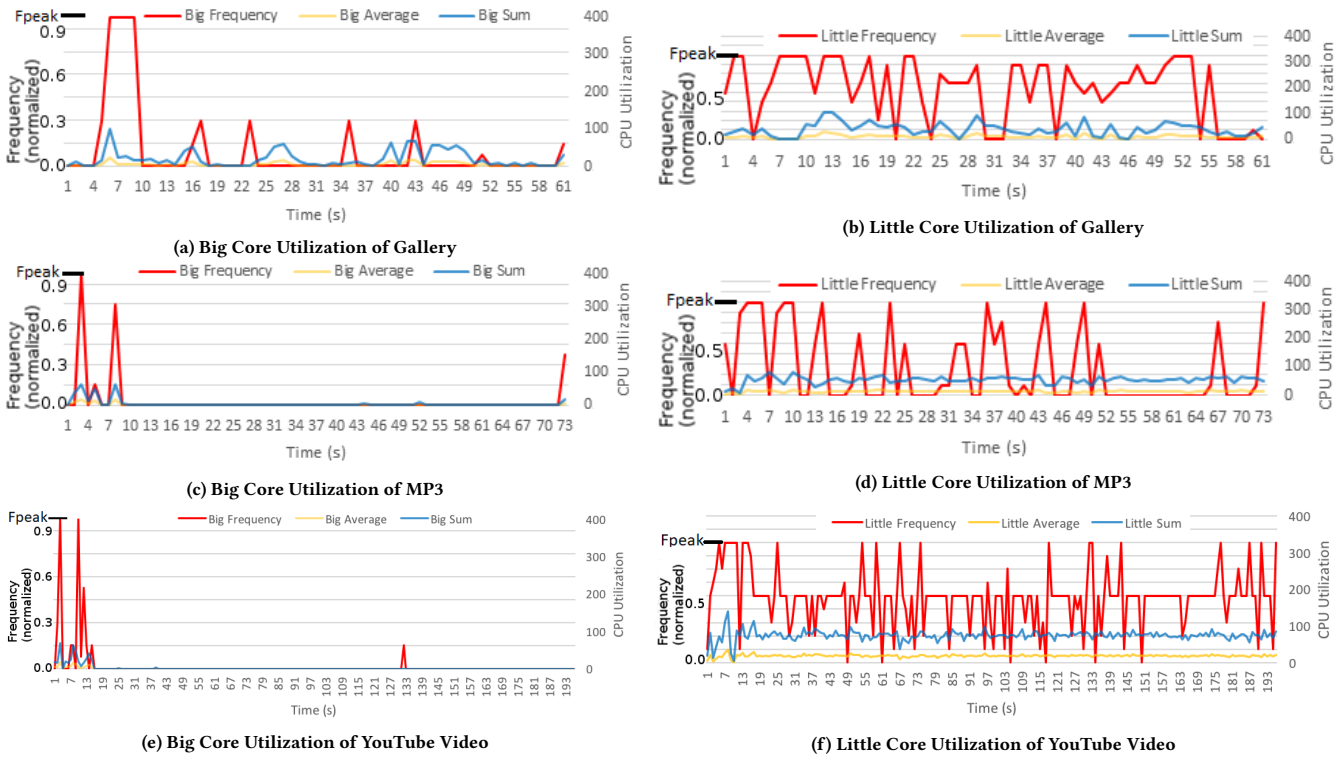 Fpeak
Big Frequency Big Average Big Sum
400
300
200
100
0
0.9
0.6
0.3
0.0
Frequency
(normalized)
CPU Utilization
1 4 7 10 13 16 19 22 25 28 31 34 37 40 43 46 49 52 55 58 61
Time (s)
(a) Big Core Utilization of Gallery
Fpeak
Little Frequency Little Average Little Sum
400
300
200
100
0
0.5
0.0
Frequency
(normalized)
CPU Utilization
1 4 7 10 13 16 19 22 25 28 31 34 37 40 43 46 49 52 55 58 61
Time (s)
(b) Little Core Utilization of Gallery
Fpeak
Big Frequency Big Average Big Sum
400
300
200
100
0
0.9
0.6
0.3
0.0
Frequency
(normalized)
CPU Utilization
1 4 7 10 13 16 19 22 25 28 31 34 37 40 43 46 49 52 55 58 61 64 67 70 73
Time (s)
(c) Big Core Utilization of MP3
Fpeak
Little Frequency Little Average Little Sum
400
300
200
100
0
0.5
0.0
Frequency
(normalized)
CPU Utilization
1 4 7 10 13 16 19 22 25 28 31 34 37 40 43 46 49 52 55 58 61 64 67 70 73
Time (s)
(d) Little Core Utilization of MP3
Fpeak
Big Frequency Big Average Big Sum
400
300
200
100
0
0.9
0.6
0.3
0.0
Frequency
(normalized)
CPU Utilization
1 7 13 19 25 31 37 43 49 55 61 67 73 79 85 91 97 103 109 115 121 127 133 139 145 151 157 163 169 175 181 187 193
Time (s)
(e) Big Core Utilization of YouTube Video
Fpeak
Little Frequency Little Average Little Sum
400
300
200
100
0
0.5
0.0
Frequency
(normalized)
CPU Utilization
1 7 13 19 25 31 37 43 49 55 61 67 73 79 85 91 97 103 109 115 121 127 133 139 145 151 157 163 169 175 181 187 193
Time (s)
(f) Little Core Utilization of YouTube Video